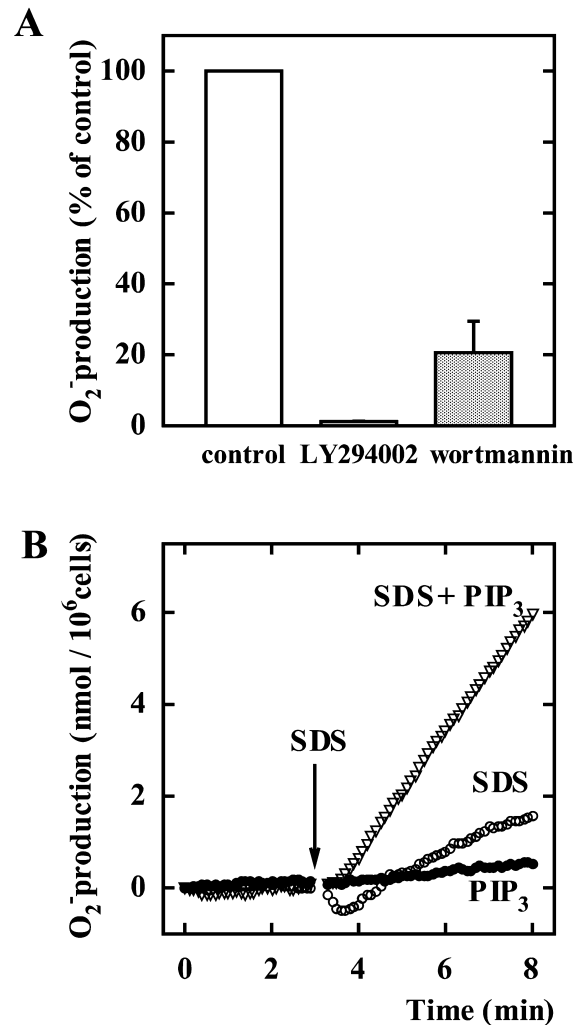 A
O2-production (% of control)
100
80
60
40
20
0
control LY294002 wortmannin
B
O2-production (nmol / 10^6cells)
6
4
2
0
SDS + PIP3
SDS
SDS
PIP3
0 2 4 6 8
Time (min)